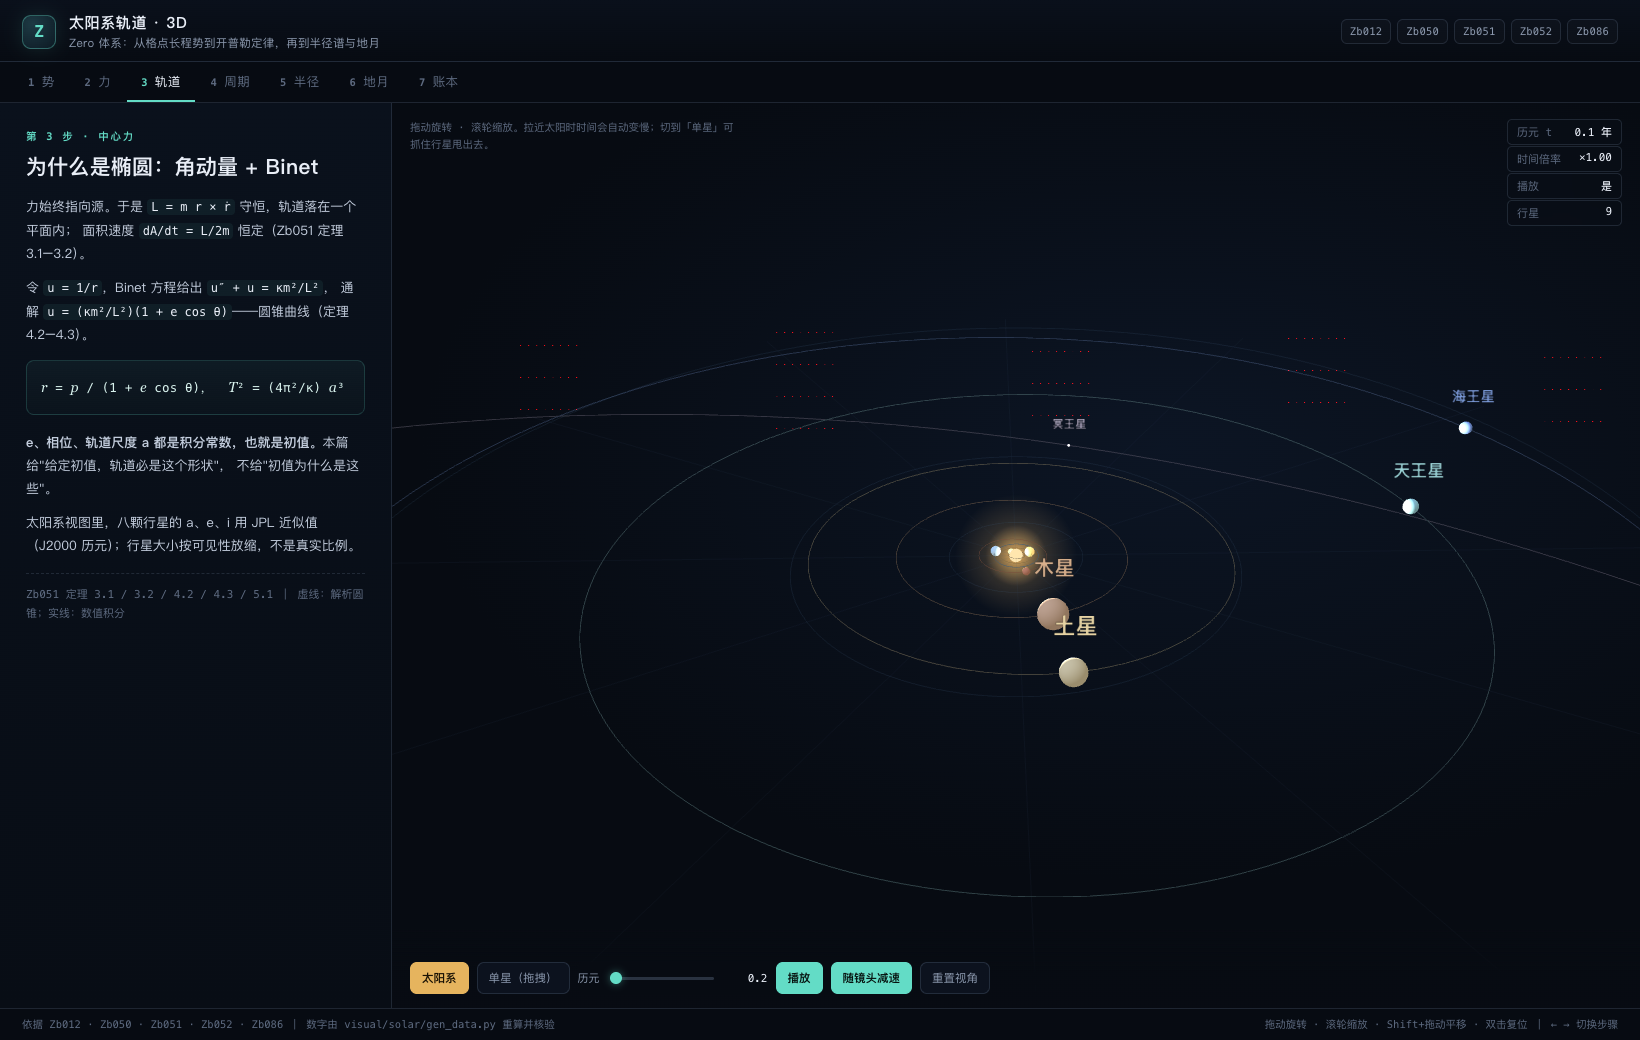 Z
太阳系轨道 · 3D
Zero 体系：从格点长程势到开普勒定律，再到半径谱与地月
Zb012 Zb050 Zb051 Zb052 Zb086
1 势 2 力 3 轨道 4 周期 5 半径 6 地月 7 账本
第 3 步 · 中心力
为什么是椭圆：角动量 + Binet
力始终指向源。于是 L = m r × ṙ 守恒，轨道落在一个
平面内； 面积速度 dA/dt = L/2m 恒定（Zb051 定理
3.1—3.2）。
令 u = 1/r，Binet 方程给出 u″ + u = κm²/L²， 通
解 u = (κm²/L²)(1 + e cos θ)——圆锥曲线（定理
4.2—4.3）。
r = p / (1 + e cos θ), T² = (4π²/κ) a³
e、相位、轨道尺度 a 都是积分常数，也就是初值。本篇
给"给定初值，轨道必是这个形状"， 不给"初值为什么是这
些"。
太阳系视图里，八颗行星的 a、e、i 用 JPL 近似值
（J2000 历元）；行星大小按可见性放缩，不是真实比例。
Zb051 定理 3.1 / 3.2 / 4.2 / 4.3 / 5.1 | 虚线：解析圆
锥；实线：数值积分
拖动旋转 · 滚轮缩放。拉近太阳时时间会自动变慢；切到「单星」可
抓住行星甩出去。
历元 t 0.1 年
时间倍率 ×1.00
播放 是
行星 9
海王星
冥王星
天王星
木星
土星
太阳系 单星（拖拽） 历元 0.2 播放 随镜头减速 重置视角
依据 Zb012 · Zb050 · Zb051 · Zb052 · Zb086 | 数字由 visual/solar/gen_data.py 重算并核验
拖动旋转 · 滚轮缩放 · Shift+拖动平移 · 双击复位 | ← → 切换步骤